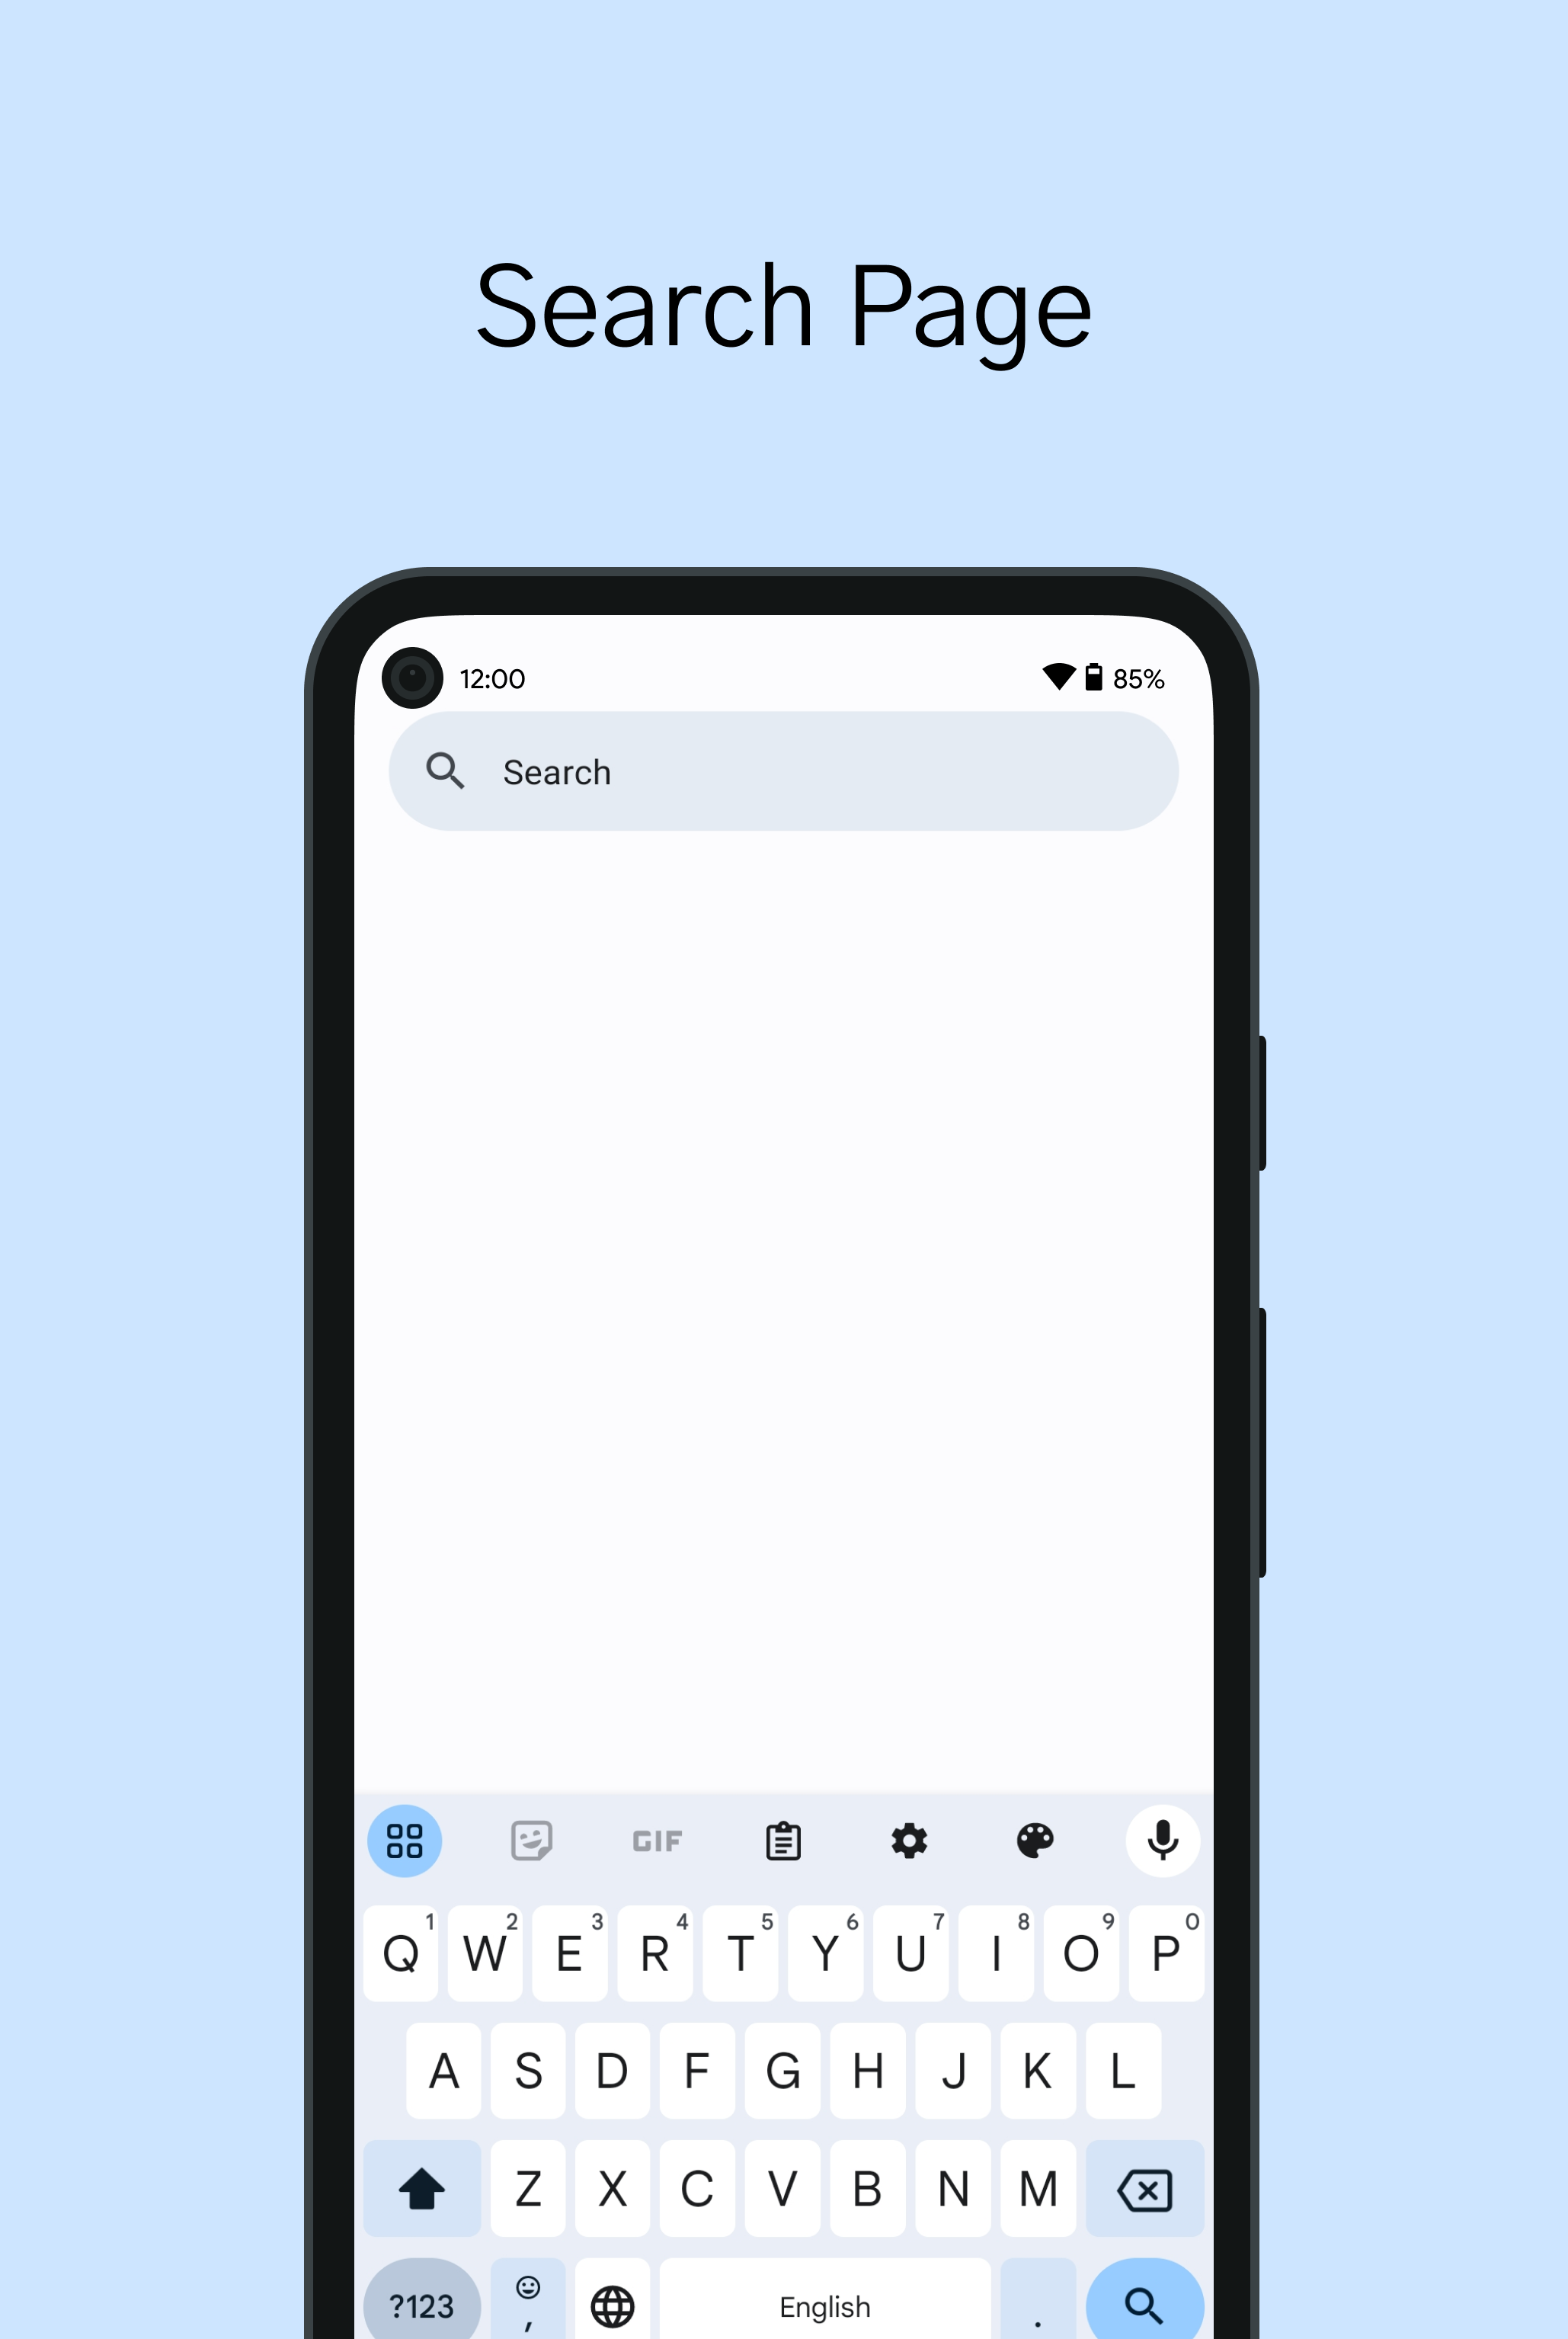 Search Page
12:00 85%
Search
GIF
Q 1 W 2 E 3 R 4 T 5 Y 6 U 7 I 8 O 9 P 0
A S D F G H J K L
Z X C V B N M
?123 , English .